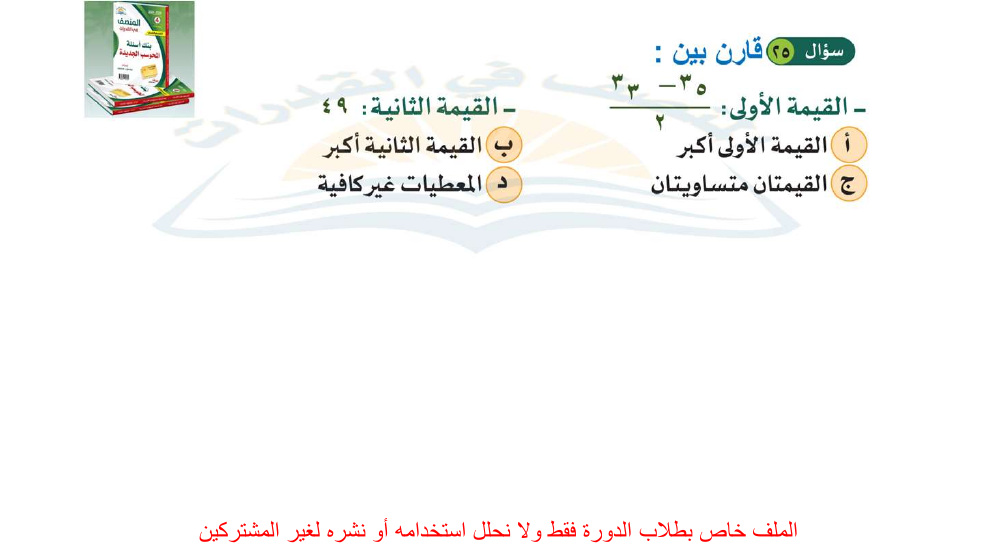 سؤال ٢٥ قارن بين :
– القيمة الأولى: (٥^٣ – ٣^٣) / ٢ – القيمة الثانية: ٤٩
أ القيمة الأولى أكبر ب القيمة الثانية أكبر
ج القيمتان متساويتان د المعطيات غير كافية
المنصف
بنك أسئلة
المحوسب الجديدة
الملف خاص بطلاب الدورة فقط ولا نحلل استخدامه أو نشره لغير المشتركين